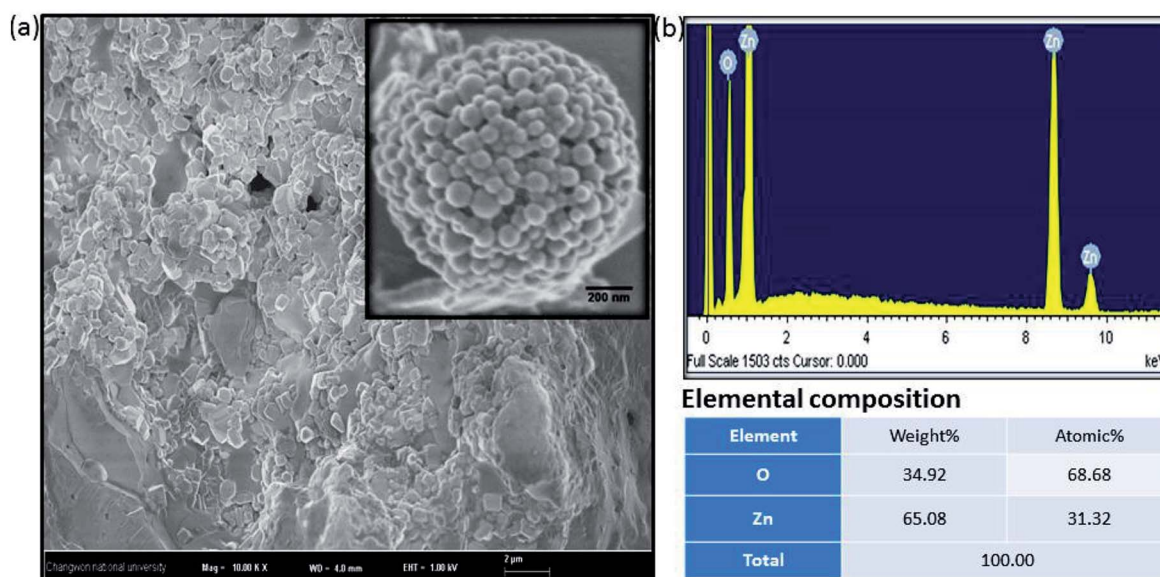 (a)
200 nm
Changwon national university Mag = 10.00 K X WD = 4.0 mm EHT = 1.00 kV 2 µm
(b)
O Zn Zn Zn
0 2 4 6 8 10
Full Scale 1503 cts Cursor: 0.000 keV
Elemental composition
Element Weight% Atomic%
O 34.92 68.68
Zn 65.08 31.32
Total 100.00